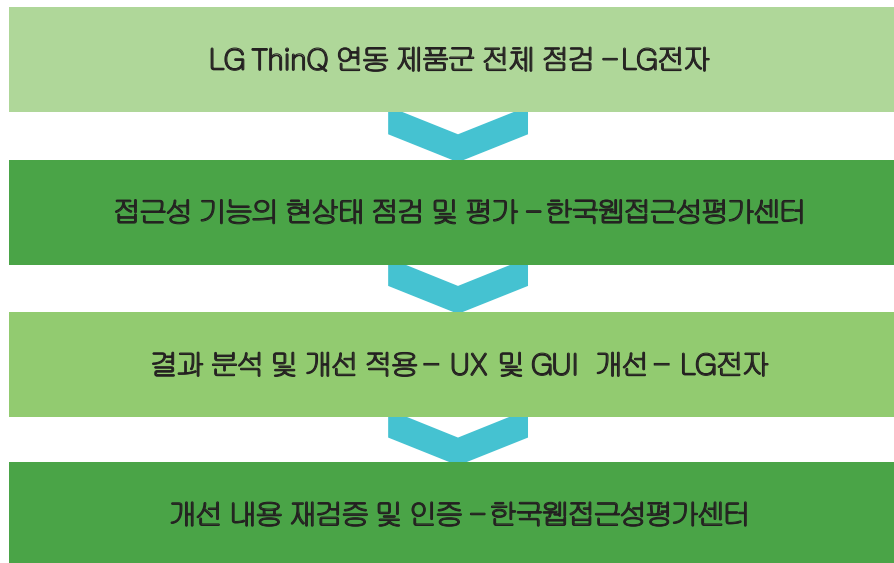 LG ThinQ 연동 제품군 전체 점검 – LG전자
접근성 기능의 현상태 점검 및 평가 – 한국웹접근성평가센터
결과 분석 및 개선 적용 – UX 및 GUI 개선 – LG전자
개선 내용 재검증 및 인증 – 한국웹접근성평가센터